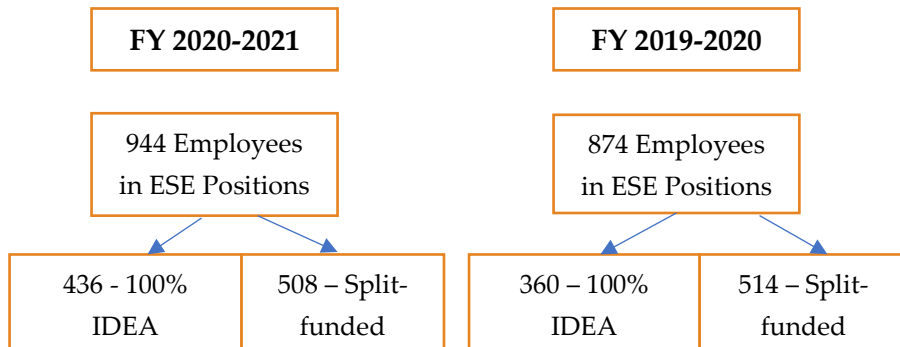 FY 2020-2021
FY 2019-2020
944 Employees
in ESE Positions
874 Employees
in ESE Positions
436 - 100%
IDEA
508 – Split-
funded
360 – 100%
IDEA
514 – Split-
funded